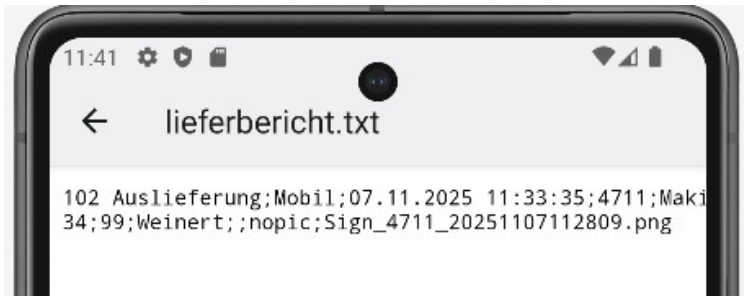 11:41
lieferbericht.txt
102 Auslieferung;Mobil;07.11.2025 11:33:35;4711;Maki
34;99;Weinert;;nopic;Sign_4711_20251107112809.png